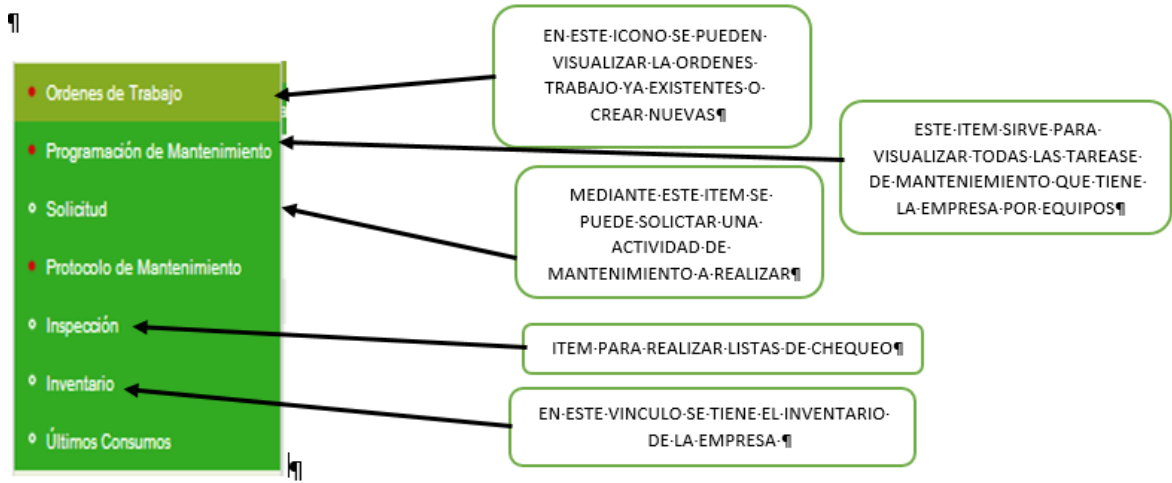 ¶
Ordenes de Trabajo
Programación de Mantenimiento
Solicitud
Protocolo de Mantenimiento
Inspección
Inventario
Últimos Consumos
¶
EN·ESTE·ICONO·SE·PUEDEN·
VISUALIZAR·LA·ORDENES·
TRABAJO·YA·EXISTENTES·O·
CREAR·NUEVAS¶
ESTE·ITEM·SIRVE·PARA·
VISUALIZAR·TODAS·LAS·TAREASE·
DE·MANTENIEMIENTO·QUE·TIENE·
LA·EMPRESA·POR·EQUIPOS¶
MEDIANTE·ESTE·ITEM·SE·
PUEDE·SOLICTAR·UNA·
ACTIVIDAD·DE·
MANTENIMIENTO·A·REALIZAR¶
ITEM·PARA·REALIZAR·LISTAS·DE·CHEQUEO¶
EN·ESTE·VINCULO·SE·TIENE·EL·INVENTARIO·
DE·LA·EMPRESA·¶